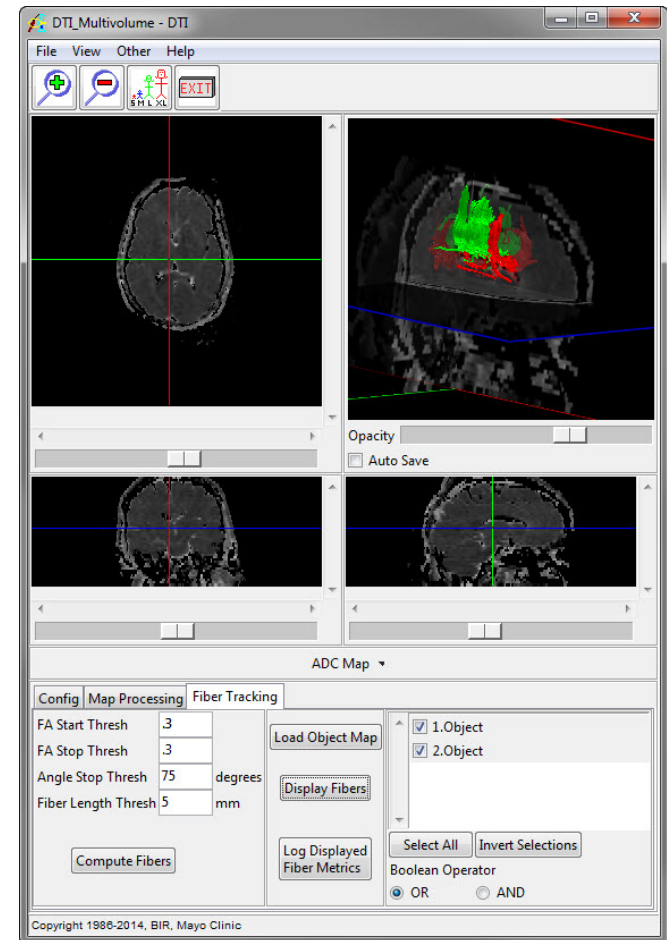 DTI_Multivolume - DTI
File View Other Help
S M L XL EXIT
Opacity
Auto Save
ADC Map
Config Map Processing Fiber Tracking
FA Start Thresh .3
FA Stop Thresh .3
Angle Stop Thresh 75 degrees
Fiber Length Thresh 5 mm
Compute Fibers
Load Object Map
Display Fibers
Log Displayed
Fiber Metrics
1.Object
2.Object
Select All Invert Selections
Boolean Operator
OR AND
Copyright 1986-2014, BIR, Mayo Clinic